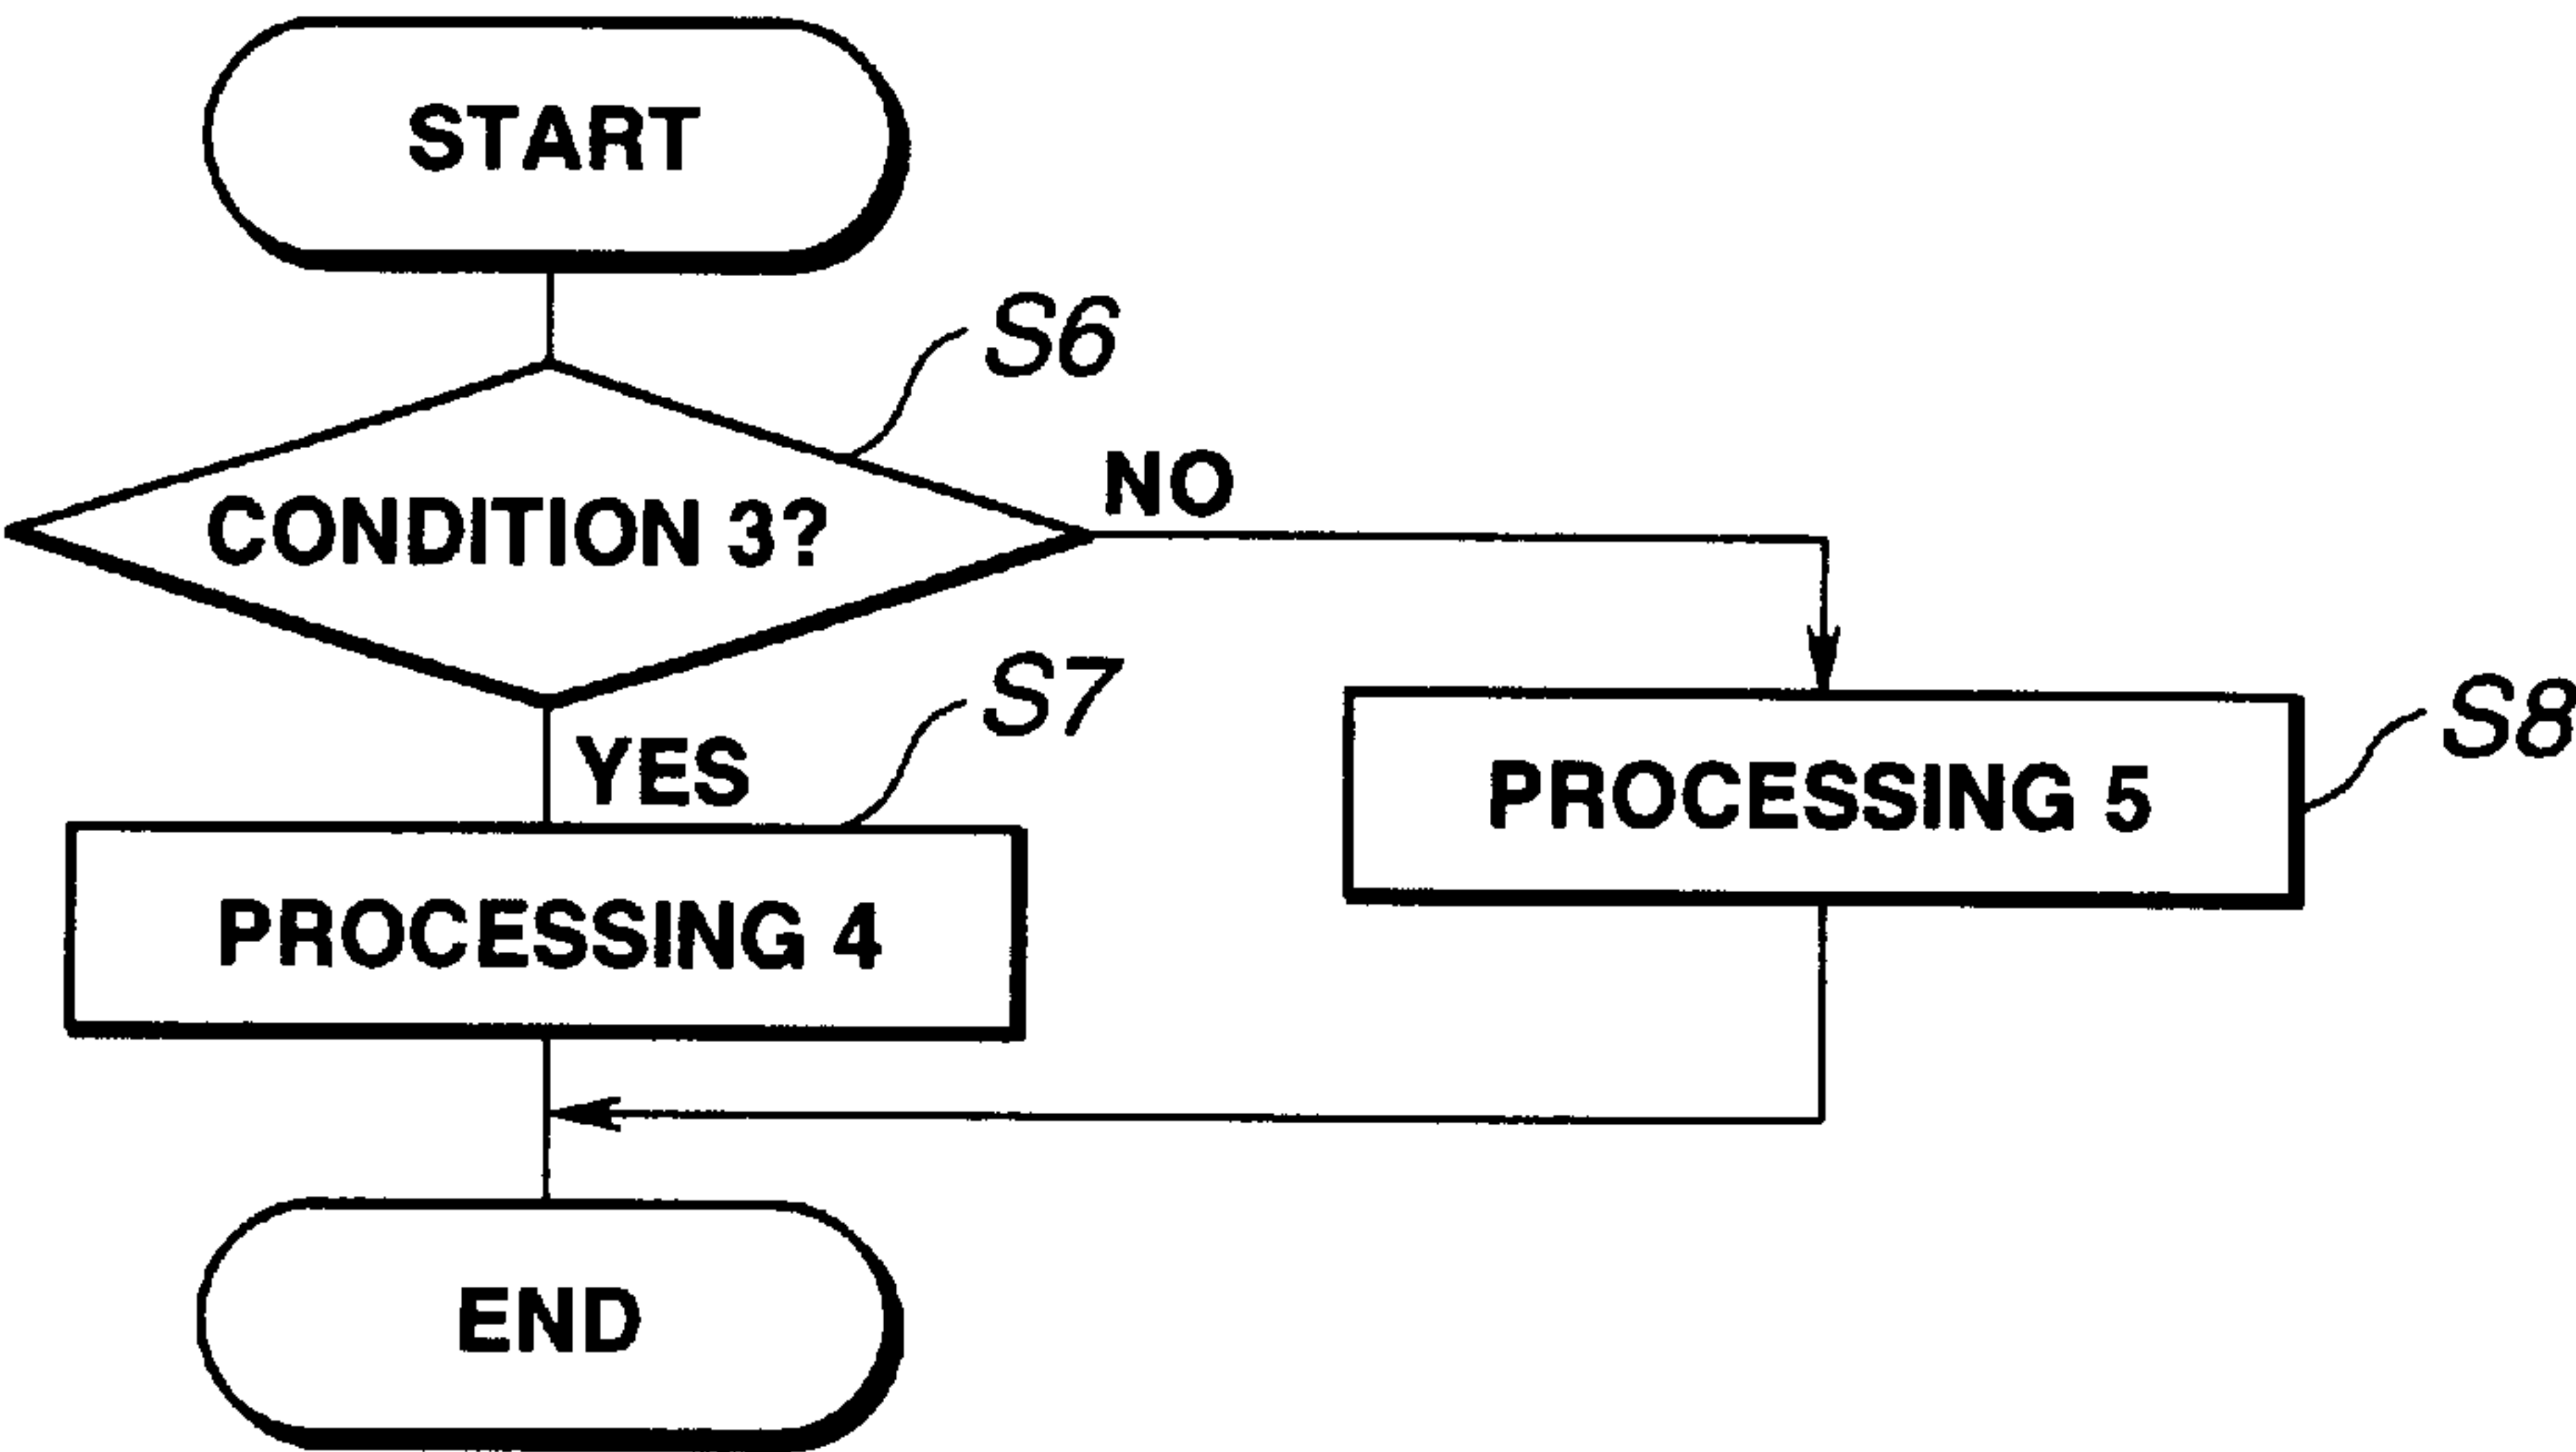 START
S6
CONDITION 3?
NO
YES
S7
PROCESSING 5
S8
PROCESSING 4
END